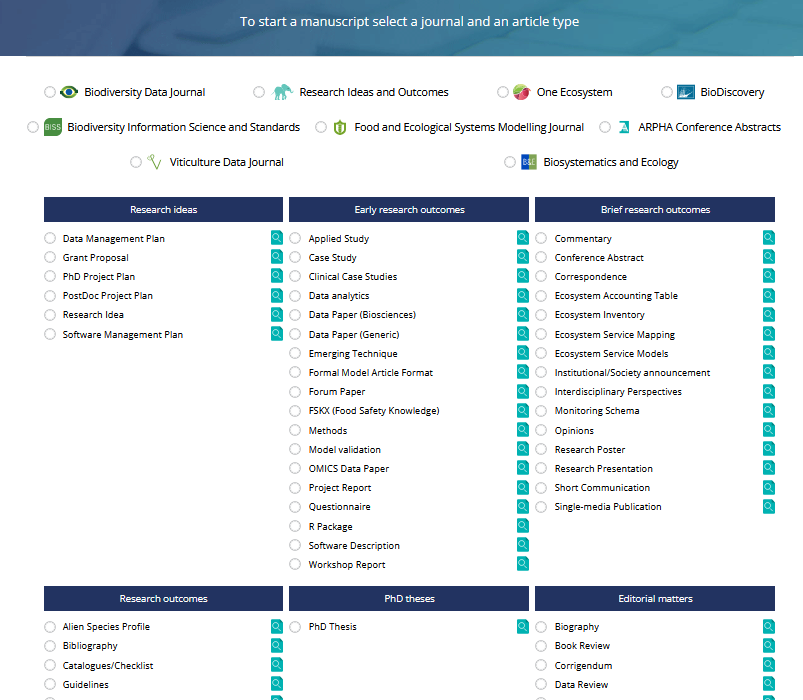 To start a manuscript select a journal and an article type
Biodiversity Data Journal
Research Ideas and Outcomes
One Ecosystem
BioDiscovery
BISS Biodiversity Information Science and Standards
Food and Ecological Systems Modelling Journal
ARPHA Conference Abstracts
Viticulture Data Journal
B&E Biosystematics and Ecology
Research ideas
Data Management Plan
Grant Proposal
PhD Project Plan
PostDoc Project Plan
Research Idea
Software Management Plan
Early research outcomes
Applied Study
Case Study
Clinical Case Studies
Data analytics
Data Paper (Biosciences)
Data Paper (Generic)
Emerging Technique
Formal Model Article Format
Forum Paper
FSKX (Food Safety Knowledge)
Methods
Model validation
OMICS Data Paper
Project Report
Questionnaire
R Package
Software Description
Workshop Report
Brief research outcomes
Commentary
Conference Abstract
Correspondence
Ecosystem Accounting Table
Ecosystem Inventory
Ecosystem Service Mapping
Ecosystem Service Models
Institutional/Society announcement
Interdisciplinary Perspectives
Monitoring Schema
Opinions
Research Poster
Research Presentation
Short Communication
Single-media Publication
Research outcomes
Alien Species Profile
Bibliography
Catalogues/Checklist
Guidelines
PhD theses
PhD Thesis
Editorial matters
Biography
Book Review
Corrigendum
Data Review